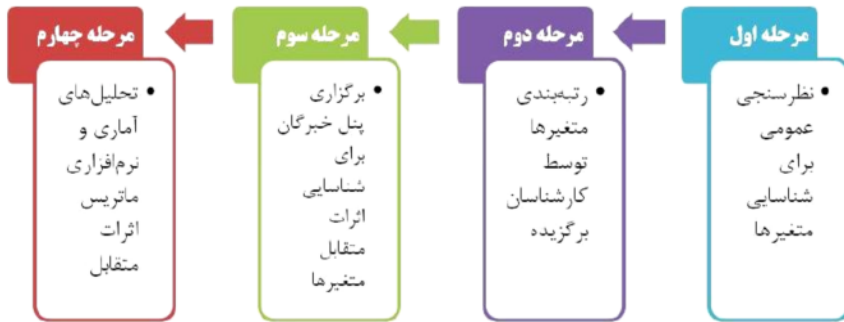 مرحله اول
• نظرسنجی
عمومی
برای
شناسایی
متغیرها
مرحله دوم
• رتبه‌بندی
متغیرها
توسط
کارشناسان
برگزیده
مرحله سوم
• برگزاری
پنل خبرگان
برای
شناسایی
اثرات
متقابل
متغیرها
مرحله چهارم
• تحلیل‌های
آماری و
نرم‌افزاری
ماتریس
اثرات
متقابل